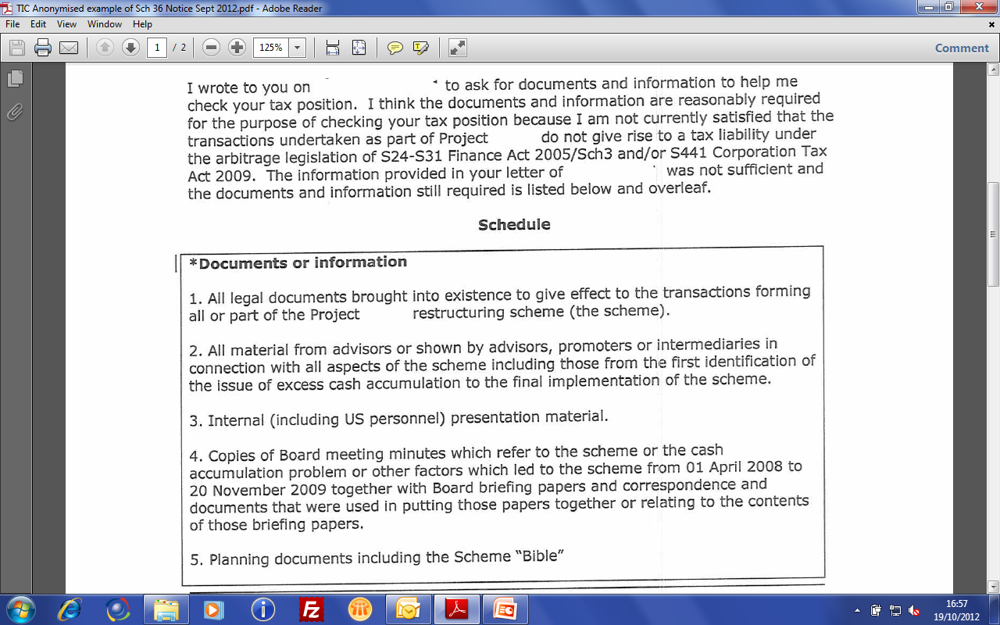 TIC Anonymised example of Sch 36 Notice Sept 2012.pdf - Adobe Reader
File Edit View Window Help
1 / 2 125% Comment
I wrote to you on to ask for documents and information to help me
check your tax position. I think the documents and information are reasonably required
for the purpose of checking your tax position because I am not currently satisfied that the
transactions undertaken as part of Project do not give rise to a tax liability under
the arbitrage legislation of S24-S31 Finance Act 2005/Sch3 and/or S441 Corporation Tax
Act 2009. The information provided in your letter of was not sufficient and
the documents and information still required is listed below and overleaf.
Schedule
*Documents or information
1. All legal documents brought into existence to give effect to the transactions forming
all or part of the Project restructuring scheme (the scheme).
2. All material from advisors or shown by advisors, promoters or intermediaries in
connection with all aspects of the scheme including those from the first identification of
the issue of excess cash accumulation to the final implementation of the scheme.
3. Internal (including US personnel) presentation material.
4. Copies of Board meeting minutes which refer to the scheme or the cash
accumulation problem or other factors which led to the scheme from 01 April 2008 to
20 November 2009 together with Board briefing papers and correspondence and
documents that were used in putting those papers together or relating to the contents
of those briefing papers.
5. Planning documents including the Scheme “Bible”
16:57
19/10/2012